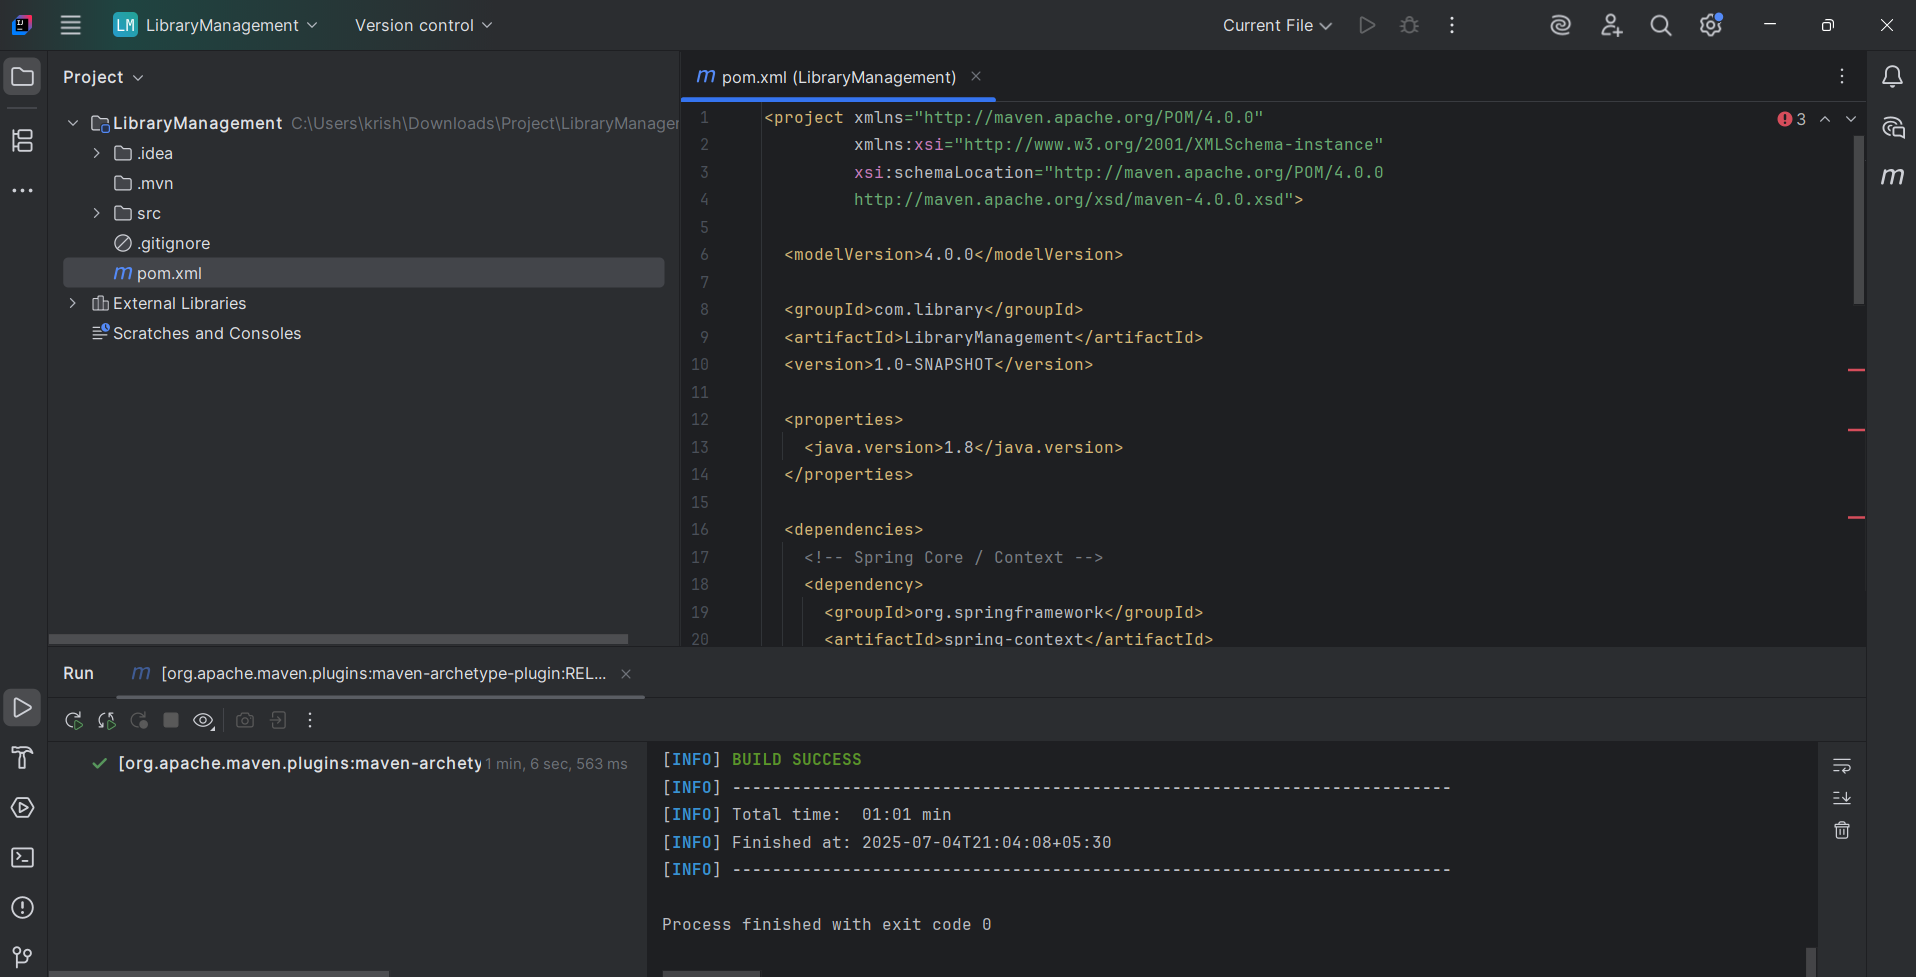 LM LibraryManagement Version control Current File
Project
LibraryManagement C:\Users\krish\Downloads\Project\LibraryManager
.idea
.mvn
src
.gitignore
pom.xml
External Libraries
Scratches and Consoles
pom.xml (LibraryManagement)
3
1 <project xmlns="http://maven.apache.org/POM/4.0.0"
2 xmlns:xsi="http://www.w3.org/2001/XMLSchema-instance"
3 xsi:schemaLocation="http://maven.apache.org/POM/4.0.0
4 http://maven.apache.org/xsd/maven-4.0.0.xsd">
5
6 <modelVersion>4.0.0</modelVersion>
7
8 <groupId>com.library</groupId>
9 <artifactId>LibraryManagement</artifactId>
10 <version>1.0-SNAPSHOT</version>
11
12 <properties>
13 <java.version>1.8</java.version>
14 </properties>
15
16 <dependencies>
17 <!-- Spring Core / Context -->
18 <dependency>
19 <groupId>org.springframework</groupId>
20 <artifactId>spring-context</artifactId>
Run [org.apache.maven.plugins:maven-archetype-plugin:REL...
[org.apache.maven.plugins:maven-archety 1 min, 6 sec, 563 ms
[INFO] BUILD SUCCESS
[INFO] ------------------------------------------------------------------------
[INFO] Total time:  01:01 min
[INFO] Finished at: 2025-07-04T21:04:08+05:30
[INFO] ------------------------------------------------------------------------
Process finished with exit code 0